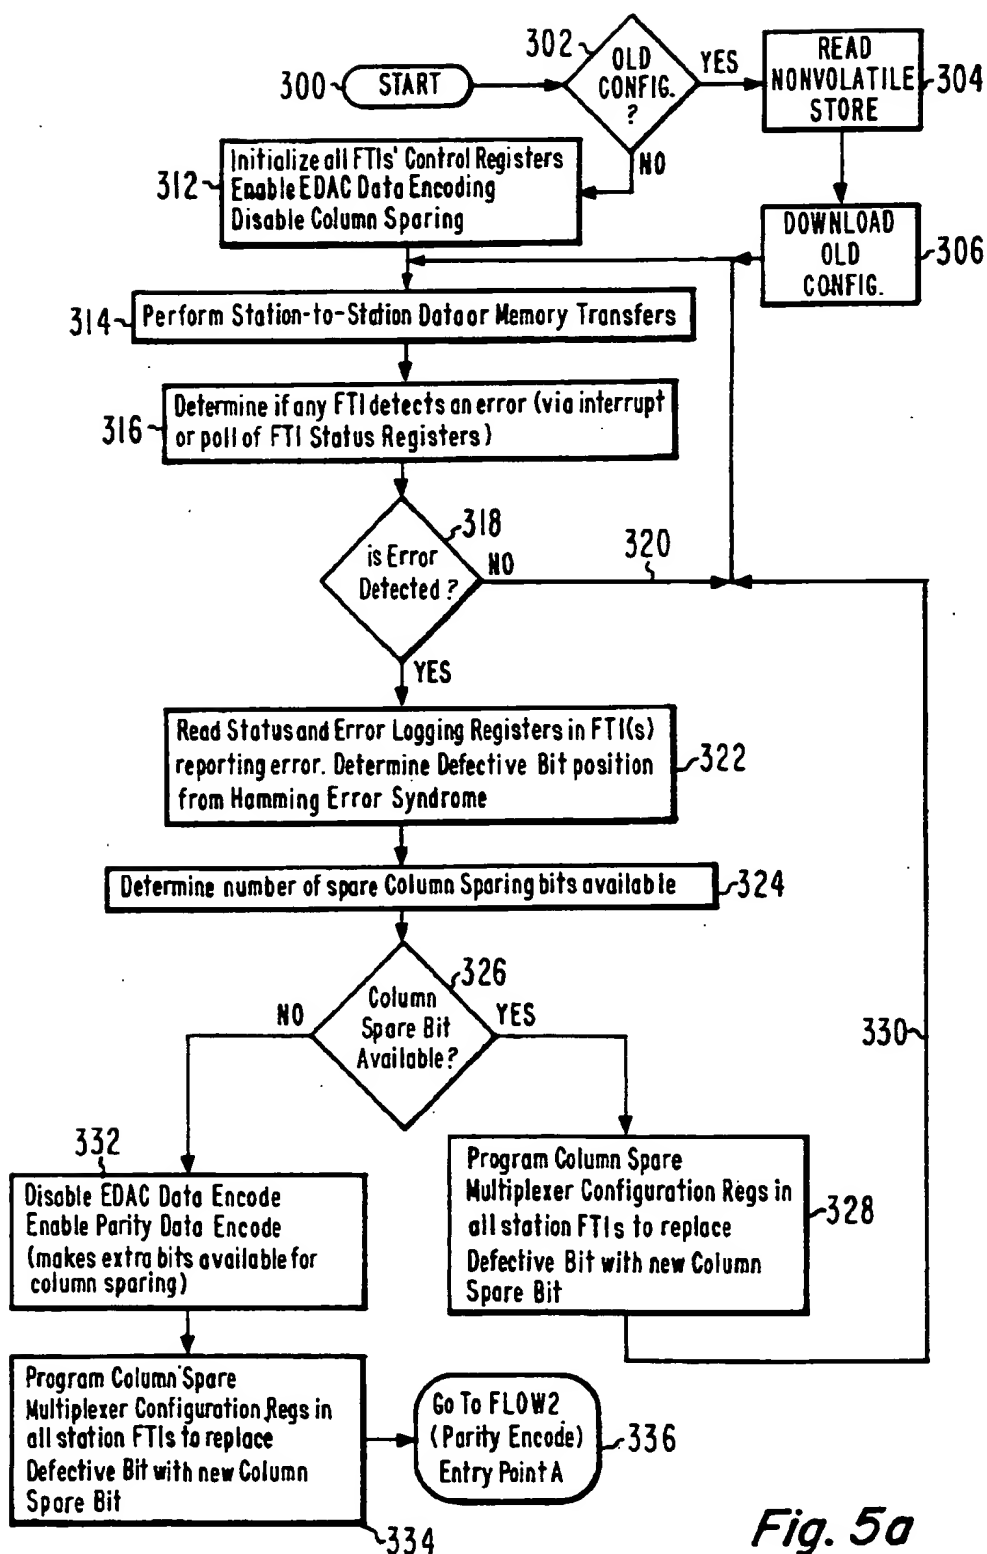 300
START
302
OLD
CONFIG.
?
YES
NO
READ
NONVOLATILE
STORE
304
312
Initialize all FTIs' Control Registers
Enable EDAC Data Encoding
Disable Column Sparing
DOWNLOAD
OLD
CONFIG.
306
314
Perform Station-to-Station Data or Memory Transfers
316
Determine if any FTI detects an error (via interrupt
or poll of FTI Status Registers)
318
is Error
Detected ?
NO
320
YES
Read Status and Error Logging Registers in FTI(s)
reporting error. Determine Defective Bit position
from Hamming Error Syndrome
322
Determine number of spare Column Sparing bits available
324
326
Column
Spare Bit
Available?
NO
YES
330
332
Disable EDAC Data Encode
Enable Parity Data Encode
(makes extra bits available for
column sparing)
Program Column Spare
Multiplexer Configuration Regs in
all station FTIs to replace
Defective Bit with new Column
Spare Bit
328
Program Column Spare
Multiplexer Configuration Regs in
all station FTIs to replace
Defective Bit with new Column
Spare Bit
334
Go To FLOW2
(Parity Encode)
Entry Point A
336
Fig. 5a